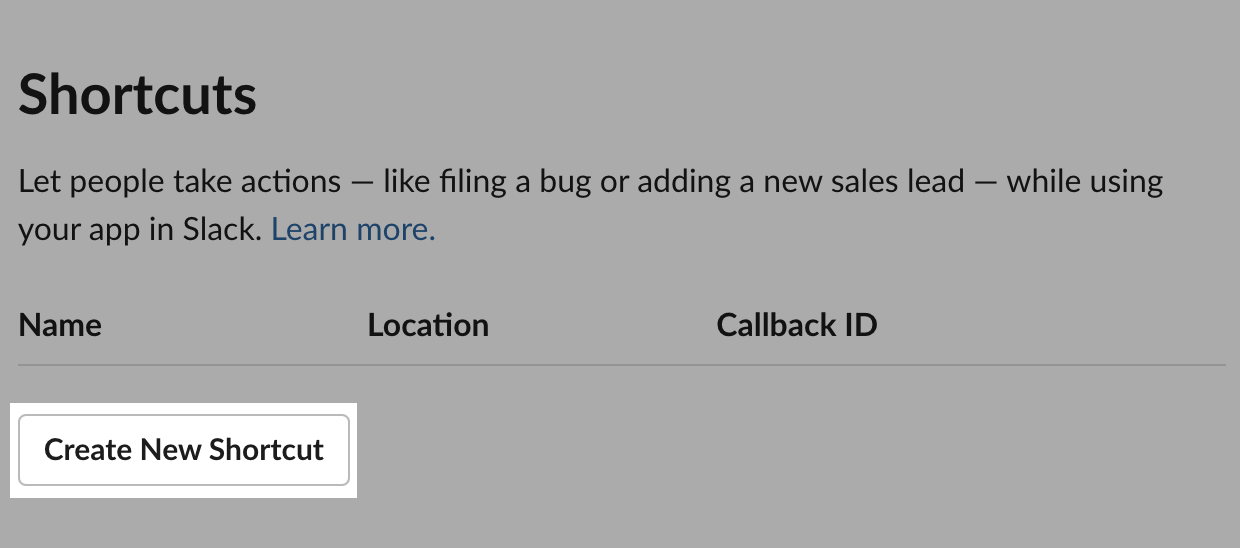 Shortcuts
Let people take actions — like filing a bug or adding a new sales lead — while using
your app in Slack. Learn more.
Name Location Callback ID
Create New Shortcut